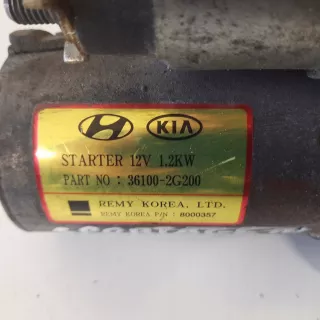 KIA
STARTER 12V 1.2KW
PART NO : 36100-2G200
REMY KOREA, LTD.
REMY KOREA P/N : 8000357